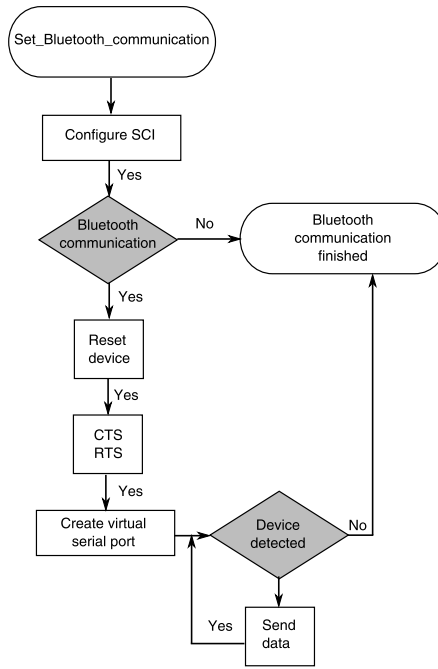 Set_Bluetooth_communication
Configure SCI
Yes
Bluetooth
communication
No
Bluetooth
communication
finished
Yes
Reset
device
Yes
CTS
RTS
Yes
Create virtual
serial port
Device
detected
No
Yes
Send
data